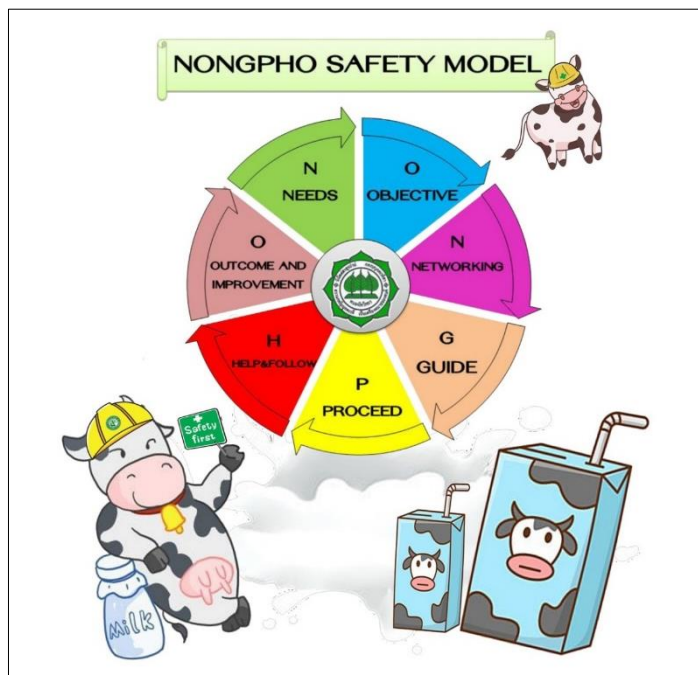 NONGPHO SAFETY MODEL
N
NEEDS
O
OBJECTIVE
N
NETWORKING
G
GUIDE
P
PROCEED
H
HELP&FOLLOW
O
OUTCOME AND
IMPROVEMENT
Safety
first
Milk